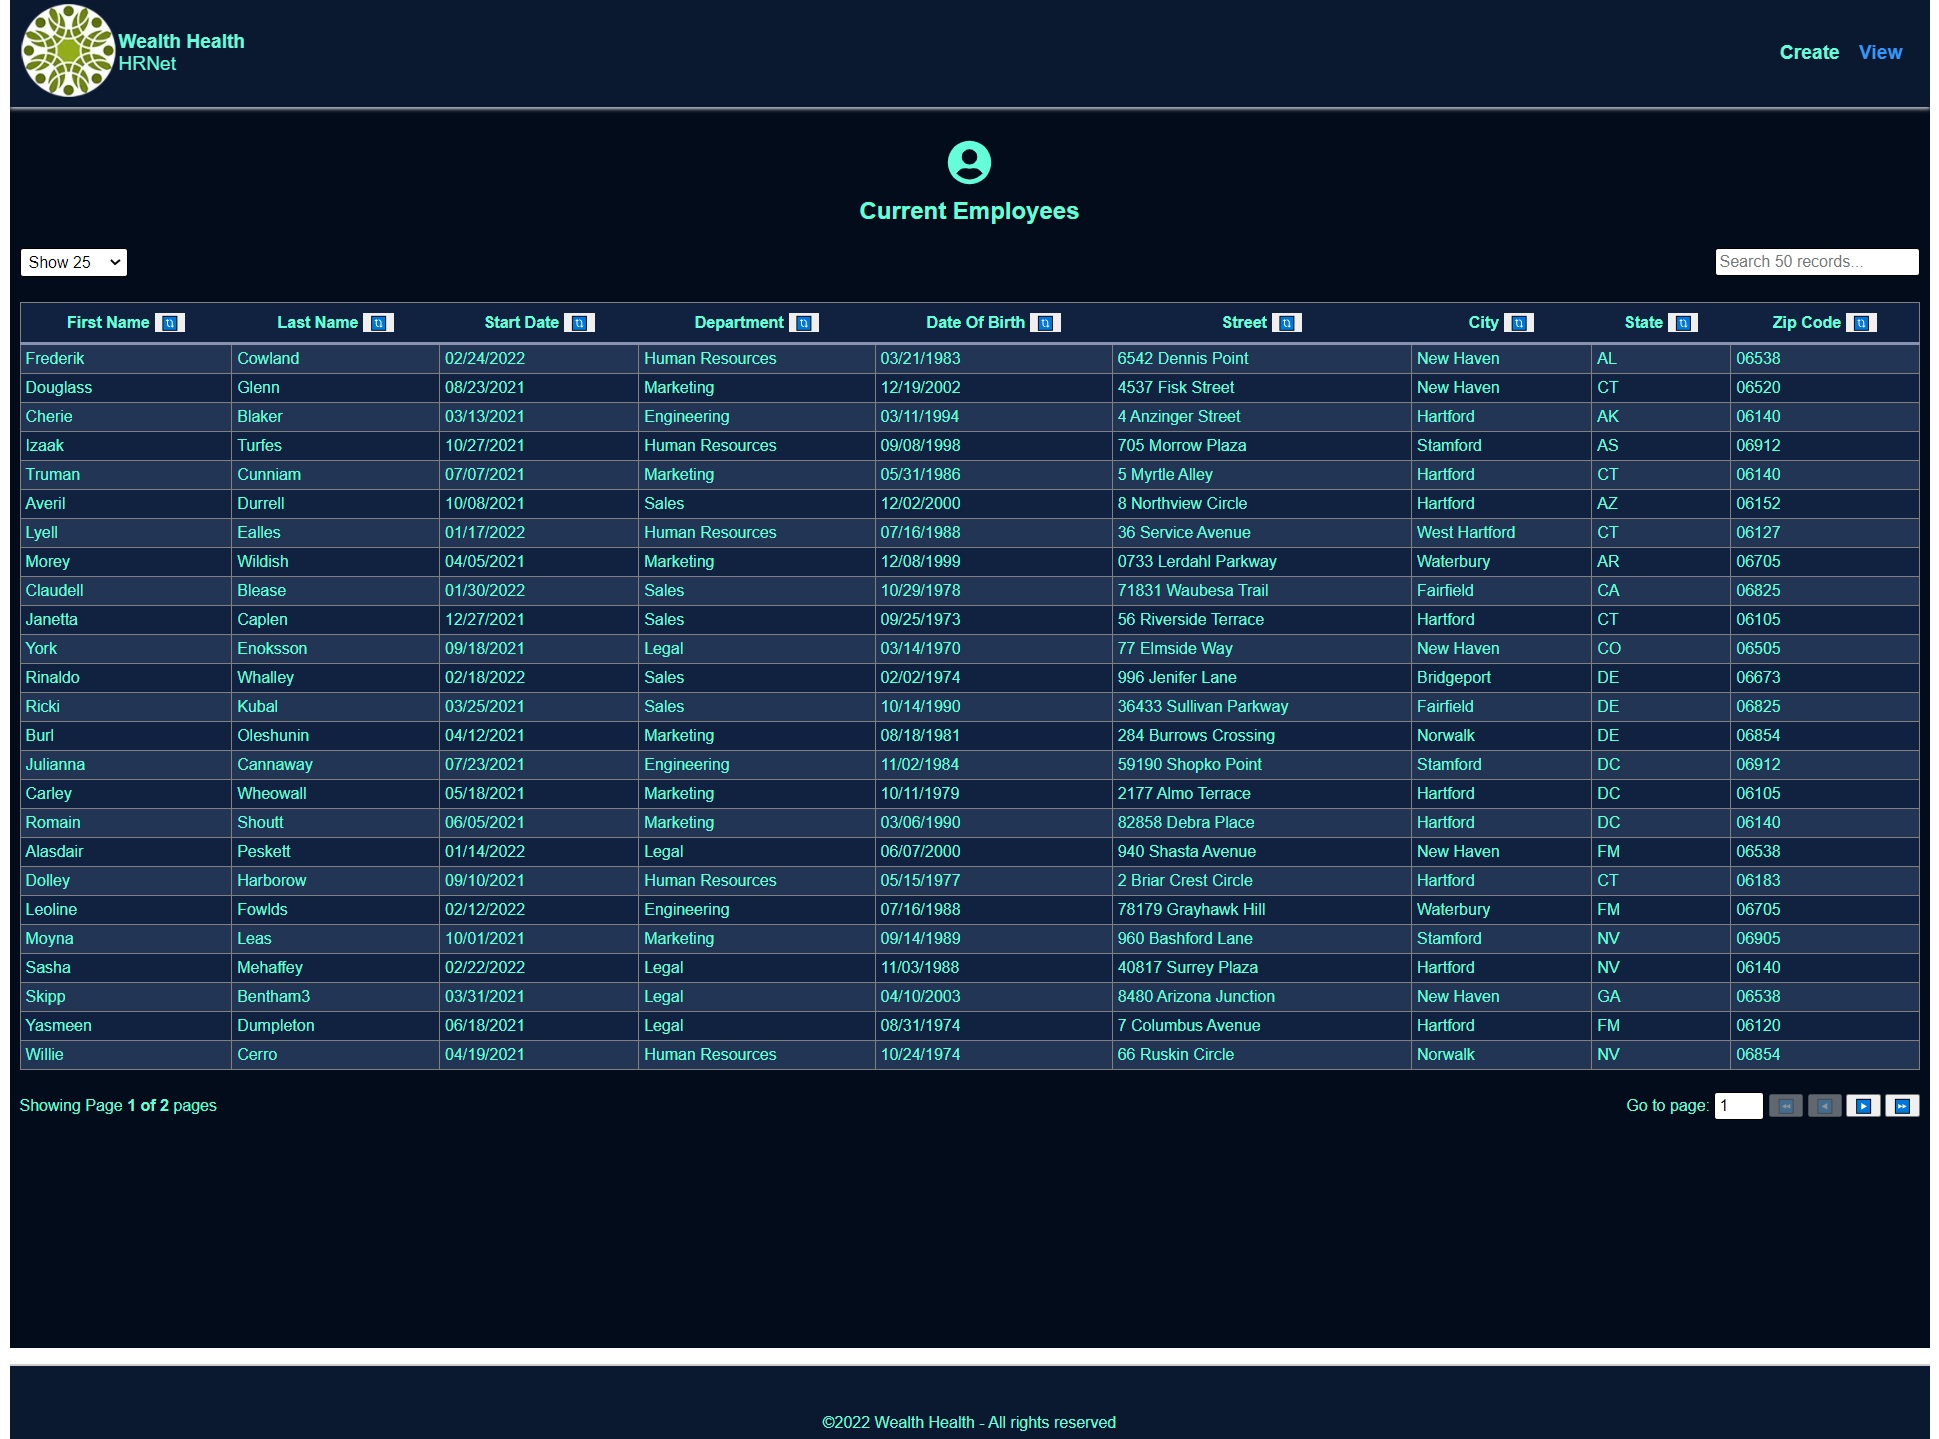 Wealth Health
HRNet
Create View
Current Employees
Show 25
Search 50 records...
First Name Last Name Start Date Department Date Of Birth Street City State Zip Code
Frederik Cowland 02/24/2022 Human Resources 03/21/1983 6542 Dennis Point New Haven AL 06538
Douglass Glenn 08/23/2021 Marketing 12/19/2002 4537 Fisk Street New Haven CT 06520
Cherie Blaker 03/13/2021 Engineering 03/11/1994 4 Anzinger Street Hartford AK 06140
Izaak Turfes 10/27/2021 Human Resources 09/08/1998 705 Morrow Plaza Stamford AS 06912
Truman Cunniam 07/07/2021 Marketing 05/31/1986 5 Myrtle Alley Hartford CT 06140
Averil Durrell 10/08/2021 Sales 12/02/2000 8 Northview Circle Hartford AZ 06152
Lyell Ealles 01/17/2022 Human Resources 07/16/1988 36 Service Avenue West Hartford CT 06127
Morey Wildish 04/05/2021 Marketing 12/08/1999 0733 Lerdahl Parkway Waterbury AR 06705
Claudell Blease 01/30/2022 Sales 10/29/1978 71831 Waubesa Trail Fairfield CA 06825
Janetta Caplen 12/27/2021 Sales 09/25/1973 56 Riverside Terrace Hartford CT 06105
York Enoksson 09/18/2021 Legal 03/14/1970 77 Elmside Way New Haven CO 06505
Rinaldo Whalley 02/18/2022 Sales 02/02/1974 996 Jenifer Lane Bridgeport DE 06673
Ricki Kubal 03/25/2021 Sales 10/14/1990 36433 Sullivan Parkway Fairfield DE 06825
Burl Oleshunin 04/12/2021 Marketing 08/18/1981 284 Burrows Crossing Norwalk DE 06854
Julianna Cannaway 07/23/2021 Engineering 11/02/1984 59190 Shopko Point Stamford DC 06912
Carley Wheowall 05/18/2021 Marketing 10/11/1979 2177 Almo Terrace Hartford DC 06105
Romain Shoutt 06/05/2021 Marketing 03/06/1990 82858 Debra Place Hartford DC 06140
Alasdair Peskett 01/14/2022 Legal 06/07/2000 940 Shasta Avenue New Haven FM 06538
Dolley Harborow 09/10/2021 Human Resources 05/15/1977 2 Briar Crest Circle Hartford CT 06183
Leoline Fowlds 02/12/2022 Engineering 07/16/1988 78179 Grayhawk Hill Waterbury FM 06705
Moyna Leas 10/01/2021 Marketing 09/14/1989 960 Bashford Lane Stamford NV 06905
Sasha Mehaffey 02/22/2022 Legal 11/03/1988 40817 Surrey Plaza Hartford NV 06140
Skipp Bentham3 03/31/2021 Legal 04/10/2003 8480 Arizona Junction New Haven GA 06538
Yasmeen Dumpleton 06/18/2021 Legal 08/31/1974 7 Columbus Avenue Hartford FM 06120
Willie Cerro 04/19/2021 Human Resources 10/24/1974 66 Ruskin Circle Norwalk NV 06854
Showing Page 1 of 2 pages
Go to page: 1
©2022 Wealth Health - All rights reserved